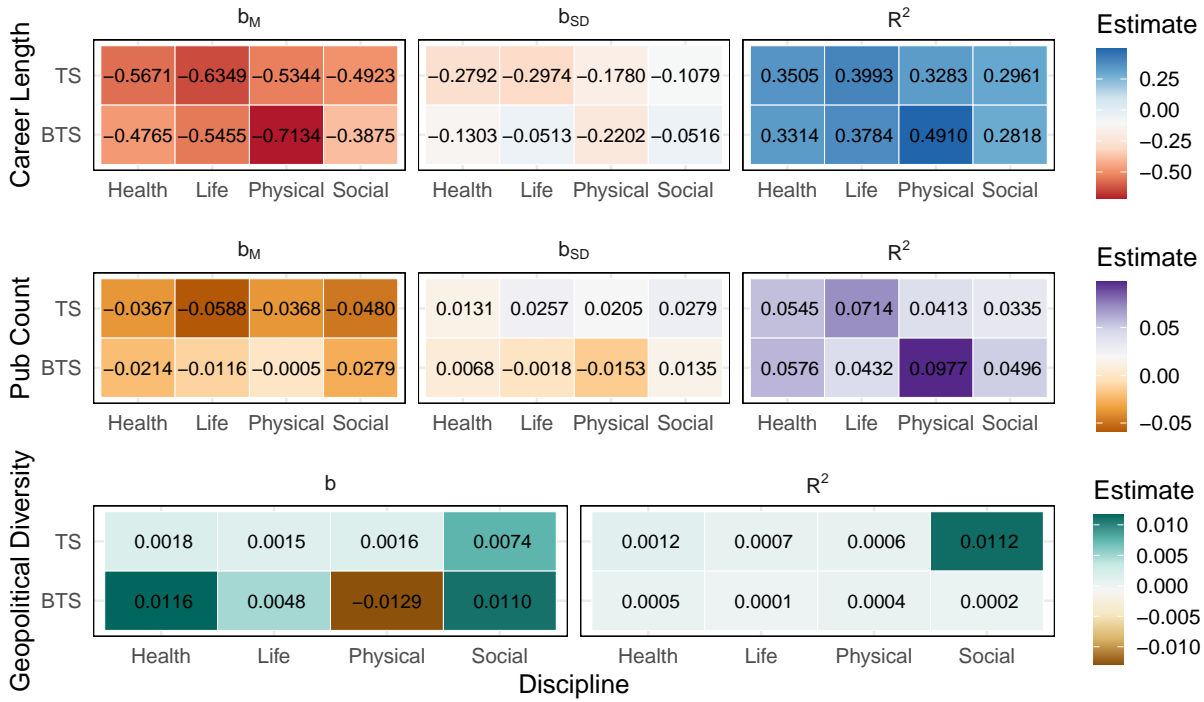 b_M b_SD R² Estimate
Career Length
TS −0.5671 −0.6349 −0.5344 −0.4923 −0.2792 −0.2974 −0.1780 −0.1079 0.3505 0.3993 0.3283 0.2961
BTS −0.4765 −0.5455 −0.7134 −0.3875 −0.1303 −0.0513 −0.2202 −0.0516 0.3314 0.3784 0.4910 0.2818
Health Life Physical Social Health Life Physical Social Health Life Physical Social
0.25
0.00
−0.25
−0.50
b_M b_SD R² Estimate
Pub Count
TS −0.0367 −0.0588 −0.0368 −0.0480 0.0131 0.0257 0.0205 0.0279 0.0545 0.0714 0.0413 0.0335
BTS −0.0214 −0.0116 −0.0005 −0.0279 0.0068 −0.0018 −0.0153 0.0135 0.0576 0.0432 0.0977 0.0496
Health Life Physical Social Health Life Physical Social Health Life Physical Social
0.05
0.00
−0.05
b R² Estimate
Geopolitical Diversity
TS 0.0018 0.0015 0.0016 0.0074 0.0012 0.0007 0.0006 0.0112
BTS 0.0116 0.0048 −0.0129 0.0110 0.0005 0.0001 0.0004 0.0002
Health Life Physical Social Health Life Physical Social
0.010
0.005
0.000
−0.005
−0.010
Discipline